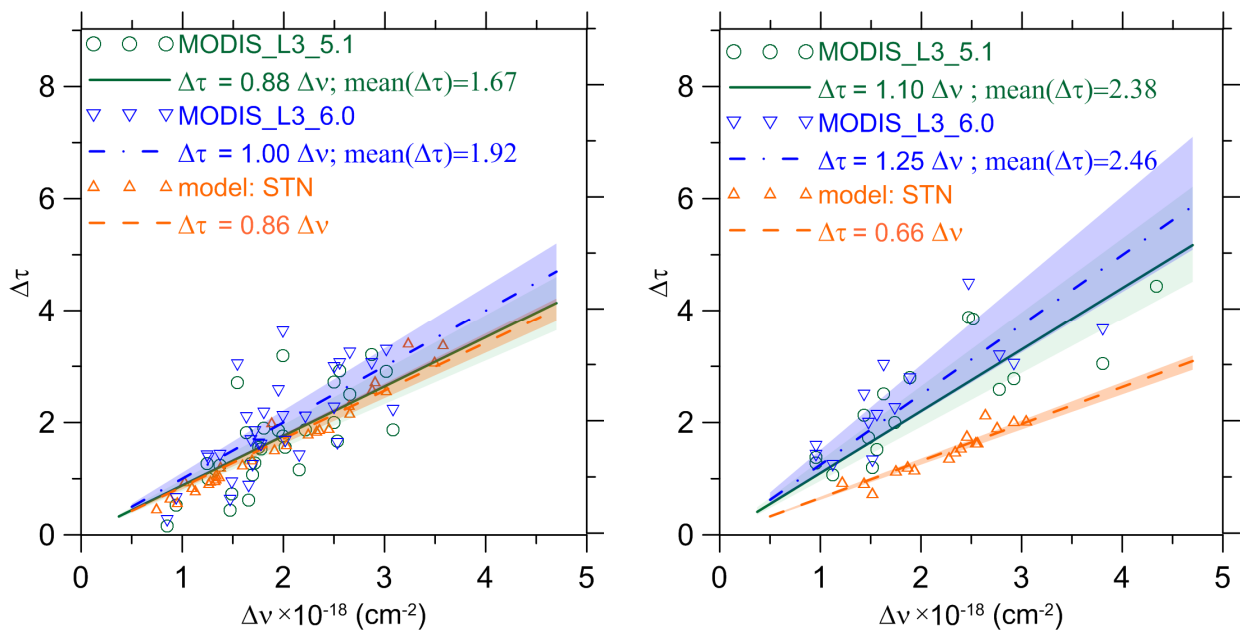 MODIS_L3_5.1
Δτ = 0.88 Δν; mean(Δτ)=1.67
MODIS_L3_6.0
Δτ = 1.00 Δν; mean(Δτ)=1.92
model: STN
Δτ = 0.86 Δν
8
6
4
2
0
Δτ
0 1 2 3 4 5
Δν ×10⁻¹⁸ (cm⁻²)
MODIS_L3_5.1
Δτ = 1.10 Δν ; mean(Δτ)=2.38
MODIS_L3_6.0
Δτ = 1.25 Δν ; mean(Δτ)=2.46
model: STN
Δτ = 0.66 Δν
8
6
4
2
0
Δτ
0 1 2 3 4 5
Δν ×10⁻¹⁸ (cm⁻²)